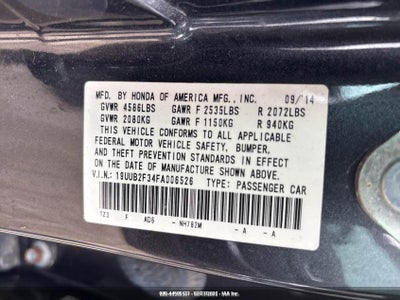 MFD. BY HONDA OF AMERICA MFG., INC. 09/14
GVWR 4586LBS GAWR F 2535LBS R 2072LBS
GVWR 2080KG GAWR F 1150KG R 940KG
THIS VEHICLE CONFORMS TO ALL APPLICABLE
FEDERAL MOTOR VEHICLE SAFETY, BUMPER,
AND THEFT PREVENTION STANDARDS IN EFFECT
ON THE DATE OF MANUFACTURE SHOWN ABOVE.
V.I.N.: 19UUB2F34FA006526 TYPE: PASSENGER CAR
TZ3 F NH782M -A -A